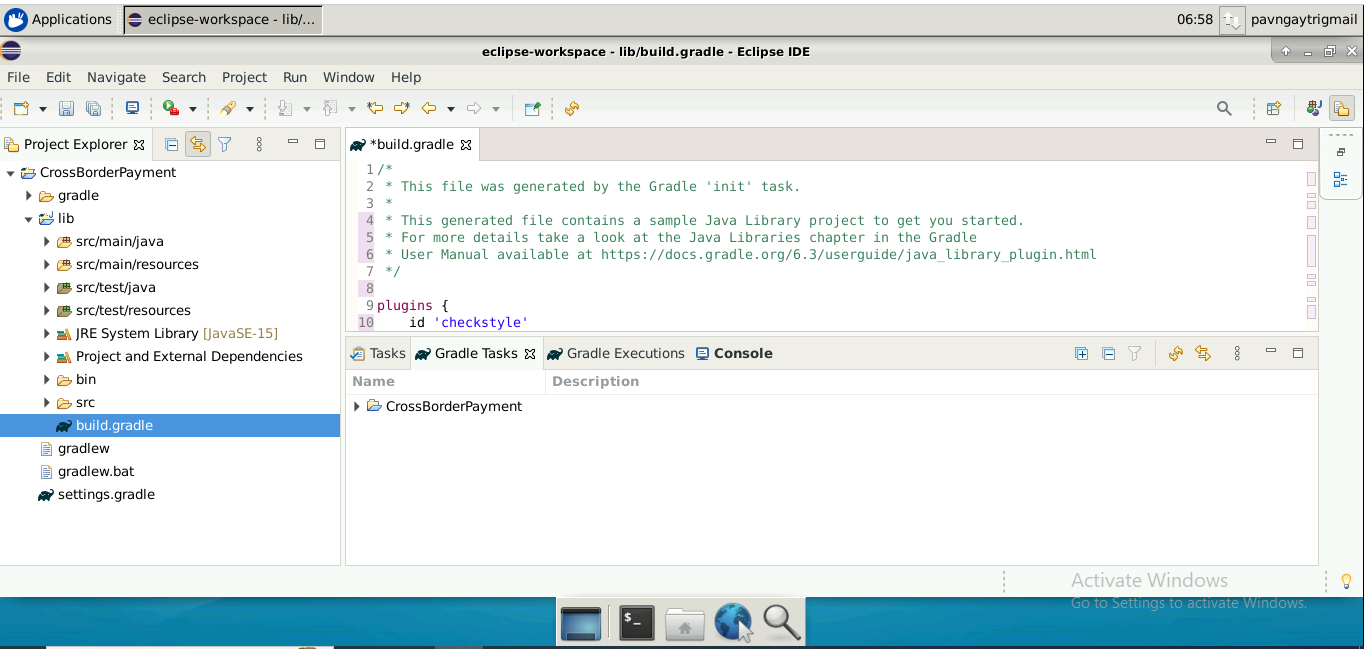 Applications
eclipse-workspace - lib/...
06:58
pavngaytrigmail
eclipse-workspace - lib/build.gradle - Eclipse IDE
File Edit Navigate Search Project Run Window Help
Project Explorer
CrossBorderPayment
gradle
lib
src/main/java
src/main/resources
src/test/java
src/test/resources
JRE System Library [JavaSE-15]
Project and External Dependencies
bin
src
build.gradle
gradlew
gradlew.bat
settings.gradle
*build.gradle
1 /*
2 * This file was generated by the Gradle 'init' task.
3 *
4 * This generated file contains a sample Java Library project to get you started.
5 * For more details take a look at the Java Libraries chapter in the Gradle
6 * User Manual available at https://docs.gradle.org/6.3/userguide/java_library_plugin.html
7 */
8
9 plugins {
10 id 'checkstyle'
Tasks Gradle Tasks Gradle Executions Console
Name Description
CrossBorderPayment
Activate Windows
Go to Settings to activate Windows.
$_